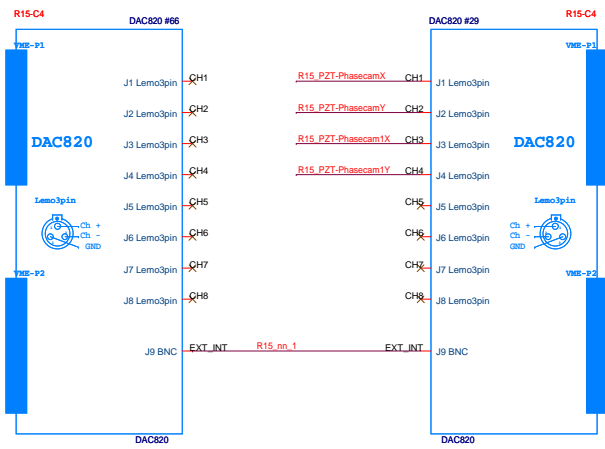 R15-C4
DAC820 #66
VME-P1
J1 Lemo3pin
CH1
J2 Lemo3pin
CH2
DAC820
J3 Lemo3pin
CH3
J4 Lemo3pin
CH4
Lemo3pin
J5 Lemo3pin
CH5
Ch +
Ch -
GND
J6 Lemo3pin
CH6
VME-P2
J7 Lemo3pin
CH7
J8 Lemo3pin
CH8
J9 BNC
EXT_INT
R15_nn_1
DAC820
DAC820 #29
R15-C4
VME-P1
R15_PZT-PhasecamX
CH1
J1 Lemo3pin
R15_PZT-PhasecamY
CH2
J2 Lemo3pin
R15_PZT-Phasecam1X
CH3
J3 Lemo3pin
DAC820
R15_PZT-Phasecam1Y
CH4
J4 Lemo3pin
CH5
J5 Lemo3pin
Lemo3pin
Ch +
Ch -
GND
CH6
J6 Lemo3pin
CH7
J7 Lemo3pin
VME-P2
CH8
J8 Lemo3pin
EXT_INT
J9 BNC
DAC820